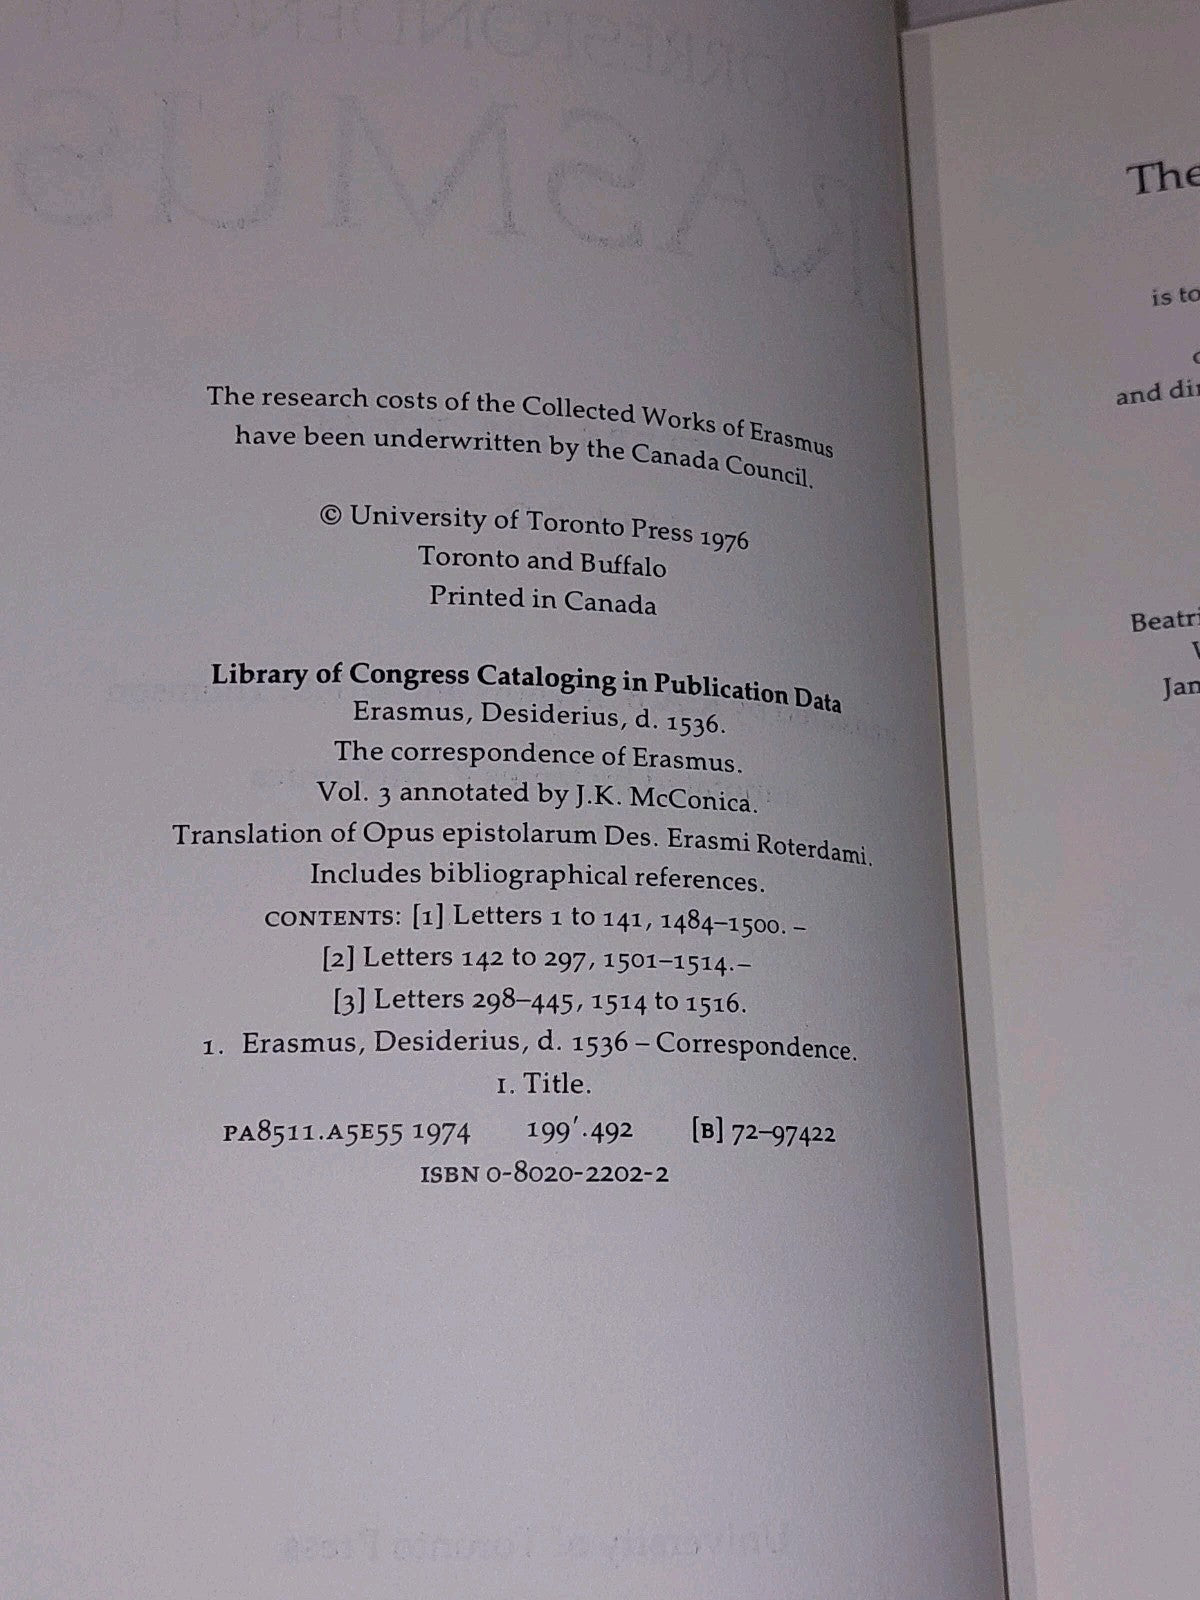 The research costs of the Collected Works of Erasmus
have been underwritten by the Canada Council.
© University of Toronto Press 1976
Toronto and Buffalo
Printed in Canada
Library of Congress Cataloging in Publication Data
Erasmus, Desiderius, d. 1536.
The correspondence of Erasmus.
Vol. 3 annotated by J.K. McConica.
Translation of Opus epistolarum Des. Erasmi Roterdami.
Includes bibliographical references.
CONTENTS: [1] Letters 1 to 141, 1484–1500. –
[2] Letters 142 to 297, 1501–1514.–
[3] Letters 298–445, 1514 to 1516.
1. Erasmus, Desiderius, d. 1536 – Correspondence.
I. Title.
PA8511.A5E55 1974 199'.492 [B] 72–97422
ISBN 0-8020-2202-2
The
is to
and